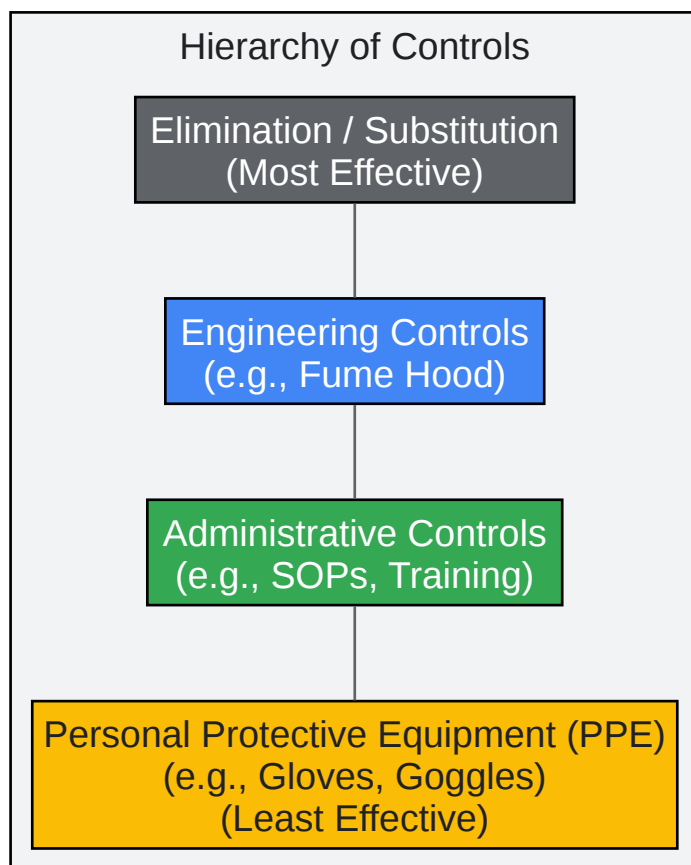 Hierarchy of Controls
Elimination / Substitution
(Most Effective)
Engineering Controls
(e.g., Fume Hood)
Administrative Controls
(e.g., SOPs, Training)
Personal Protective Equipment (PPE)
(e.g., Gloves, Goggles)
(Least Effective)